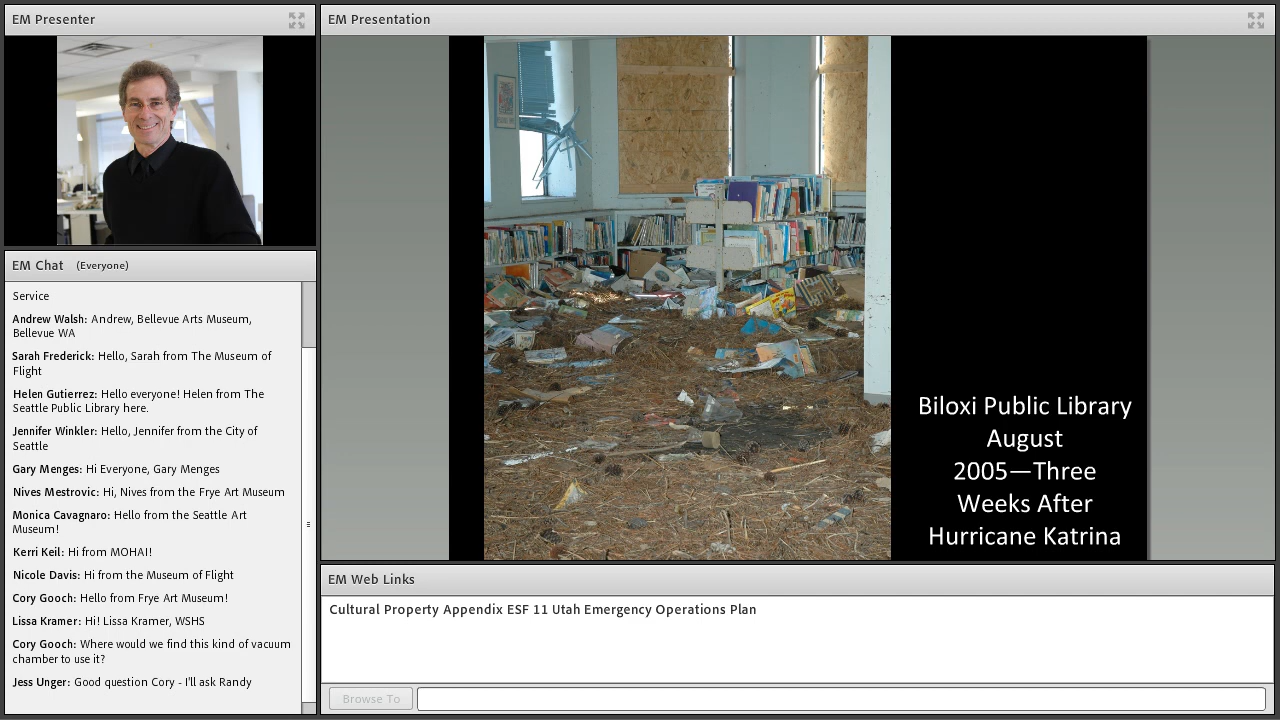 EM Presenter
EM Presentation
EM Chat (Everyone)
Service
Andrew Walsh: Andrew, Bellevue Arts Museum,
Bellevue WA
Sarah Frederick: Hello, Sarah from The Museum of
Flight
Helen Gutierrez: Hello everyone! Helen from The
Seattle Public Library here.
Jennifer Winkler: Hello, Jennifer from the City of
Seattle
Gary Menges: Hi Everyone, Gary Menges
Nives Mestrovic: Hi, Nives from the Frye Art Museum
Monica Cavagnaro: Hello from the Seattle Art
Museum!
Kerri Keil: Hi from MOHAI!
Nicole Davis: Hi from the Museum of Flight
Cory Gooch: Hello from Frye Art Museum!
Lissa Kramer: Hi! Lissa Kramer, WSHS
Cory Gooch: Where would we find this kind of vacuum
chamber to use it?
Jess Unger: Good question Cory - I'll ask Randy
Biloxi Public Library
August
2005—Three
Weeks After
Hurricane Katrina
EM Web Links
Cultural Property Appendix ESF 11 Utah Emergency Operations Plan
Browse To